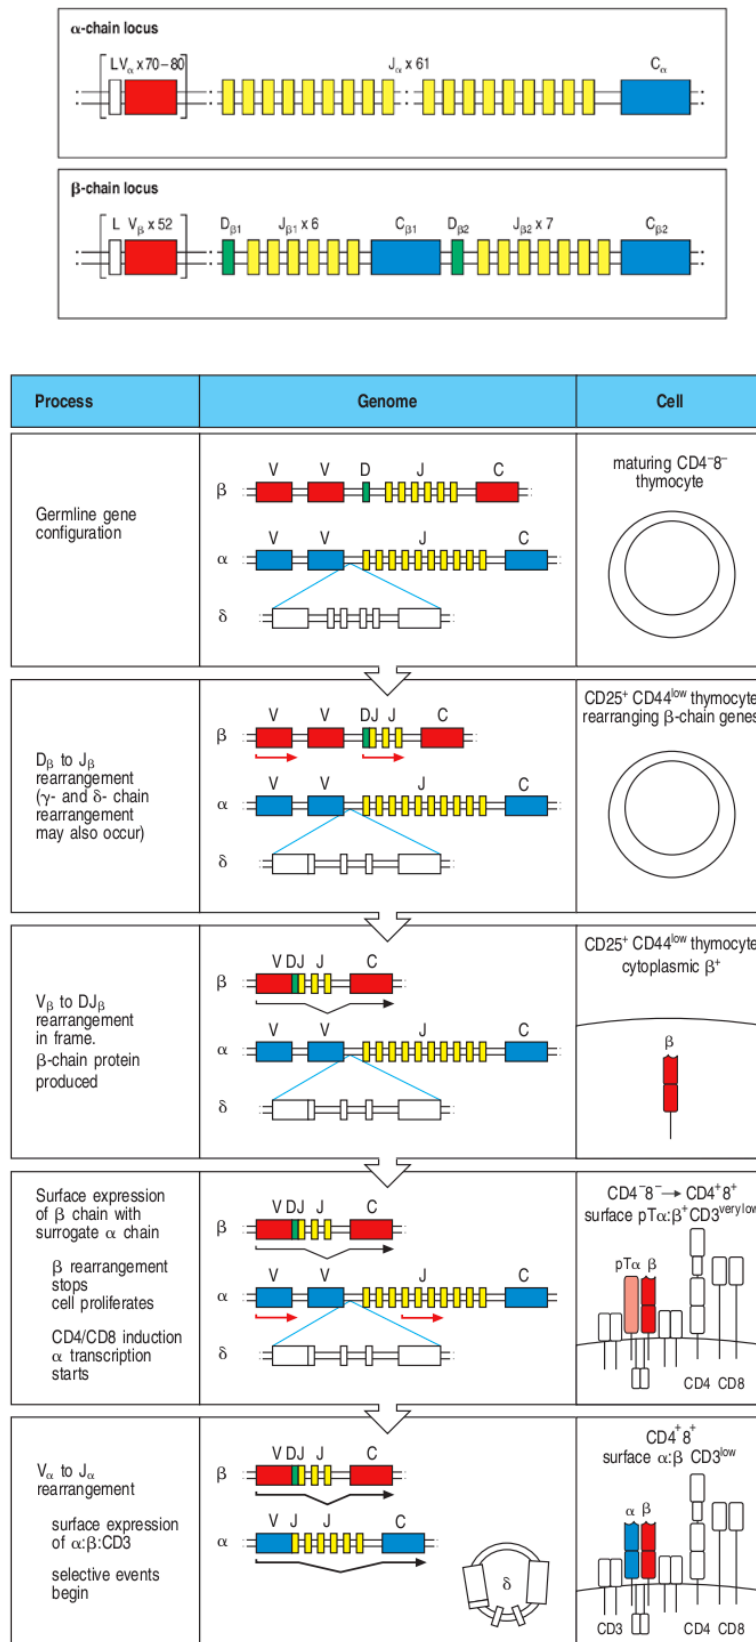 α-chain locus
LVα x 70–80
Jα x 61
Cα
β-chain locus
L Vβ x 52
Dβ1
Jβ1 x 6
Cβ1
Dβ2
Jβ2 x 7
Cβ2
Process
Genome
Cell
Germline gene
configuration
V V D J C
β
V V J C
α
δ
maturing CD4⁻8⁻
thymocyte
Dβ to Jβ
rearrangement
(γ- and δ- chain
rearrangement
may also occur)
V V DJ J C
β
V V J C
α
δ
CD25⁺ CD44low thymocyte
rearranging β-chain genes
Vβ to DJβ
rearrangement
in frame.
β-chain protein
produced
V DJ J C
β
V V J C
α
δ
CD25⁺ CD44low thymocyte
cytoplasmic β⁺
β
Surface expression
of β chain with
surrogate α chain
β rearrangement
stops
cell proliferates
CD4/CD8 induction
α transcription
starts
V DJ J C
β
V V J C
α
δ
CD4⁻8⁻ → CD4⁺8⁺
surface pTα:β⁺CD3very low
pTα β
CD4 CD8
Vα to Jα
rearrangement
surface expression
of α:β:CD3
selective events
begin
V DJ J C
β
V J J C
α
δ
CD4⁺8⁺
surface α:β CD3low
α β
CD3 CD4 CD8